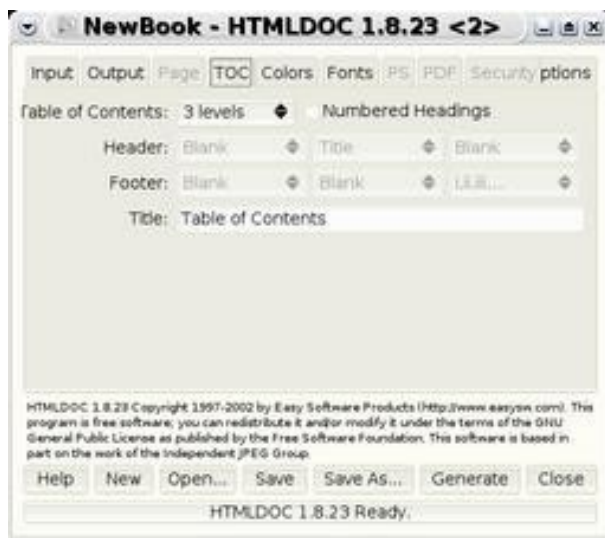 NewBook - HTMLDOC 1.8.23 <2>
Input Output Page TOC Colors Fonts PS PDF Security ptions
Table of Contents: 3 levels Numbered Headings
Header: Blank Title Blank
Footer: Blank Blank i,ii,iii,...
Title: Table of Contents
HTMLDOC 1.8.23 Copyright 1997-2002 by Easy Software Products (http://www.easysw.com). This
program is free software; you can redistribute it and/or modify it under the terms of the GNU
General Public License as published by the Free Software Foundation. This software is based in
part on the work of the Independent JPEG Group.
Help New Open... Save Save As... Generate Close
HTMLDOC 1.8.23 Ready.